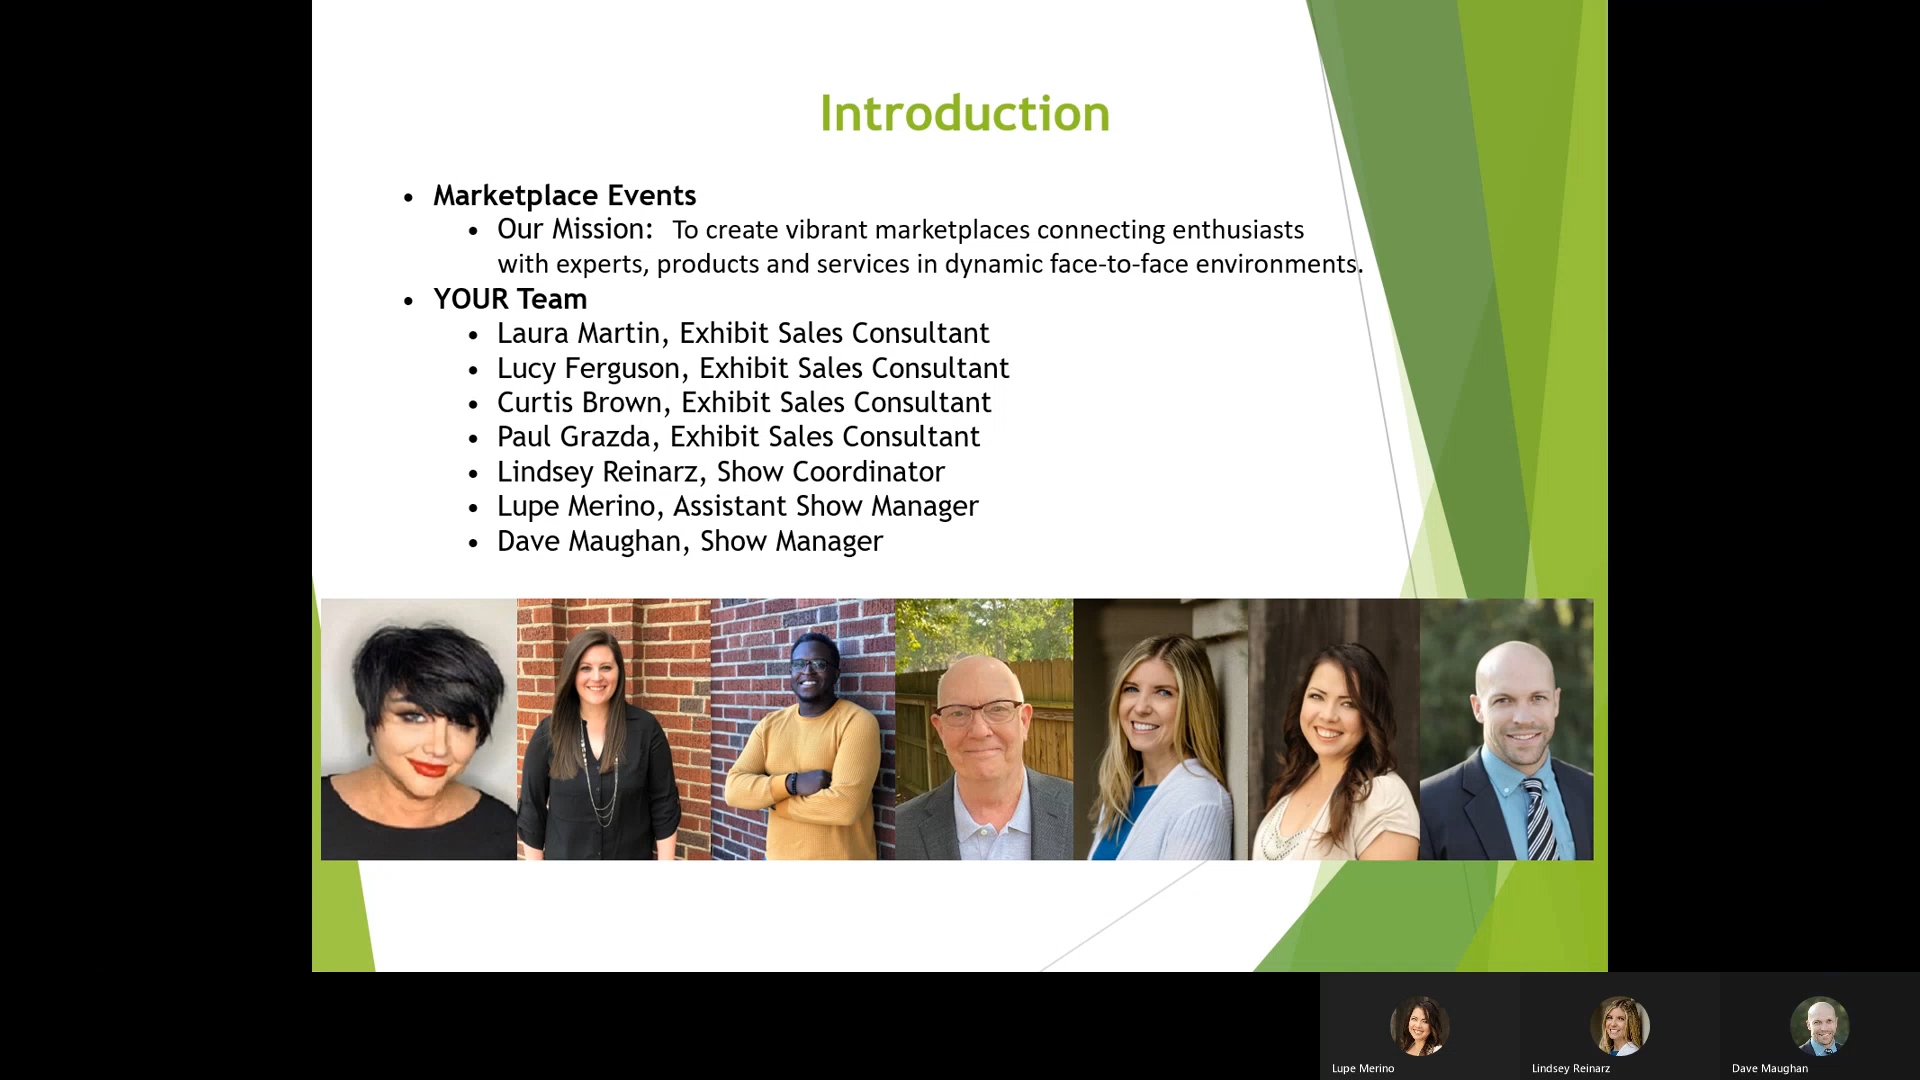 Introduction
Marketplace Events
Our Mission: To create vibrant marketplaces connecting enthusiasts
with experts, products and services in dynamic face-to-face environments.
YOUR Team
Laura Martin, Exhibit Sales Consultant
Lucy Ferguson, Exhibit Sales Consultant
Curtis Brown, Exhibit Sales Consultant
Paul Grazda, Exhibit Sales Consultant
Lindsey Reinarz, Show Coordinator
Lupe Merino, Assistant Show Manager
Dave Maughan, Show Manager
Lupe Merino
Lindsey Reinarz
Dave Maughan